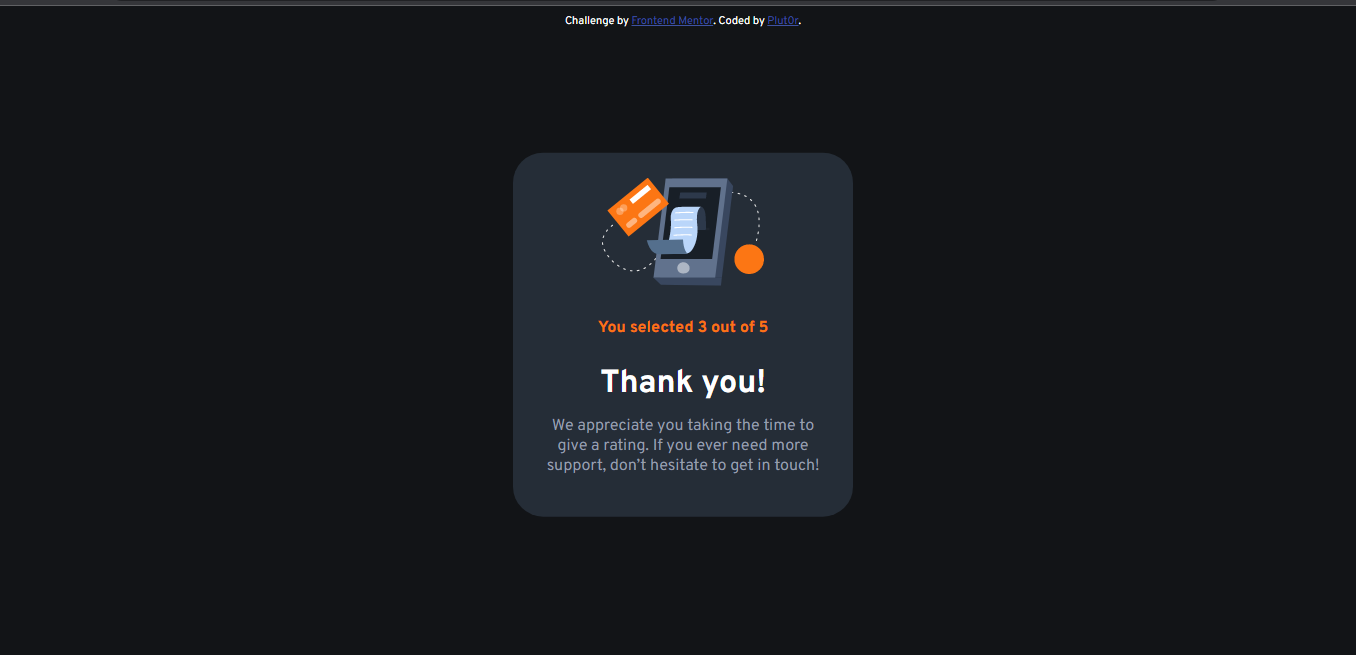 Challenge by Frontend Mentor. Coded by Plut0r.
You selected 3 out of 5
Thank you!
We appreciate you taking the time to
give a rating. If you ever need more
support, don’t hesitate to get in touch!